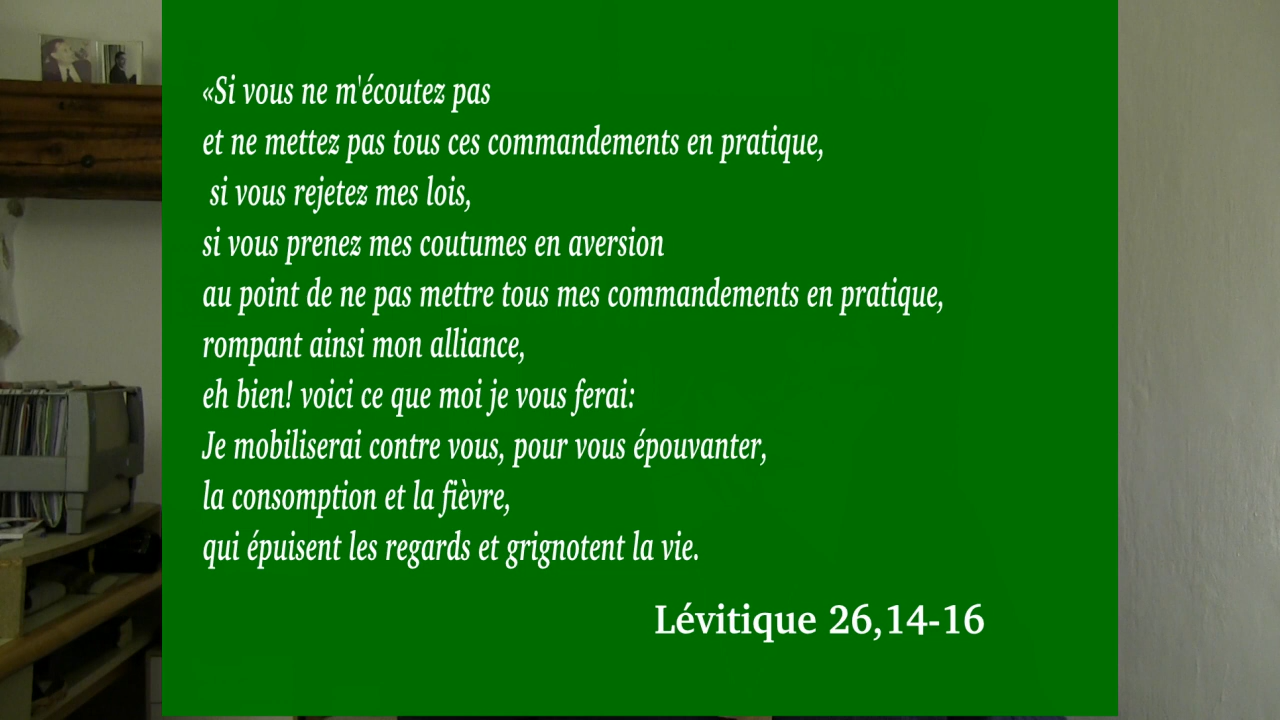 «Si vous ne m'écoutez pas
et ne mettez pas tous ces commandements en pratique,
si vous rejetez mes lois,
si vous prenez mes coutumes en aversion
au point de ne pas mettre tous mes commandements en pratique,
rompant ainsi mon alliance,
eh bien! voici ce que moi je vous ferai:
Je mobiliserai contre vous, pour vous épouvanter,
la consomption et la fièvre,
qui épuisent les regards et grignotent la vie.
Lévitique 26,14-16